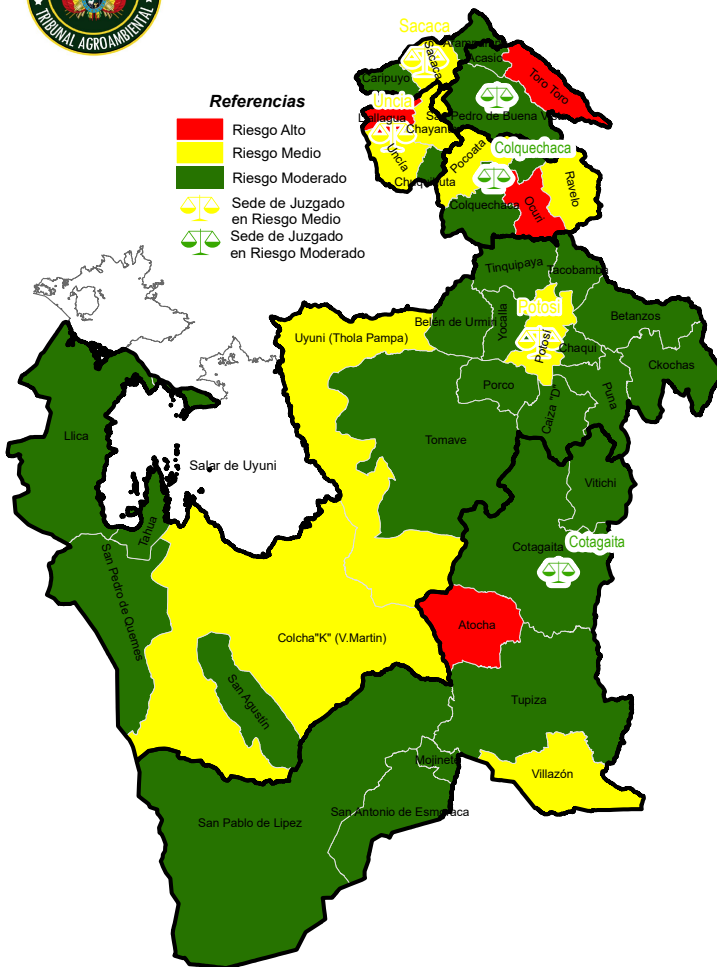 TRIBUNAL AGROAMBIENTAL
Referencias
Riesgo Alto
Riesgo Medio
Riesgo Moderado
Sede de Juzgado
en Riesgo Medio
Sede de Juzgado
en Riesgo Moderado
Sacaca
Sacaca
Acasio
Toro Toro
Caripuyo
Uncía
Llallagua
San Pedro de Buena Vista
Chayanta
Uncía
Chuquihuta
Pocoata
Colquechaca
Ravelo
Colquechaca
Ocurí
Tinquipaya
Tacobamba
Potosí
Betanzos
Belén de Urmiri
Yocalla
Uyuni (Thola Pampa)
Potosí
Chaqui
Ckochas
Porco
Caiza "D"
Puna
Llica
Tomave
Salar de Uyuni
Vitichi
Tahua
Cotagaita
Cotagaita
San Pedro de Quemes
Atocha
Colcha"K" (V.Martin)
San Agustín
Tupiza
Mojinete
Villazón
San Pablo de Lipez
San Antonio de Esmoraca